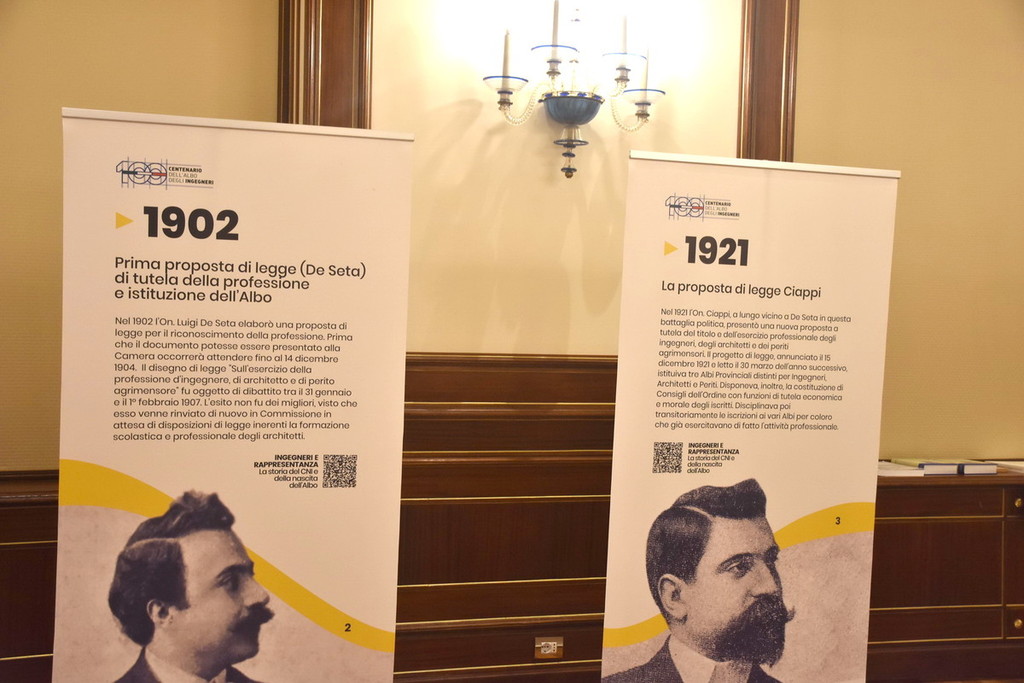 100
CENTENARIO
DELL'ALBO
DEGLI INGEGNERI
1902
Prima proposta di legge (De Seta)
di tutela della professione
e istituzione dell'Albo
Nel 1902 l'On. Luigi De Seta elaborò una proposta di
legge per il riconoscimento della professione. Prima
che il documento potesse essere presentato alla
Camera occorrerà attendere fino al 14 dicembre
1904. Il disegno di legge "Sull'esercizio della
professione d'ingegnere, di architetto e di perito
agrimensore" fu oggetto di dibattito tra il 31 gennaio
e il 1º febbraio 1907. L'esito non fu dei migliori, visto che
esso venne rinviato di nuovo in Commissione in
attesa di disposizioni di legge inerenti la formazione
scolastica e professionale degli architetti.
INGEGNERI E
RAPPRESENTANZA
La storia del CNI e
della nascita
dell'Albo
2
100
CENTENARIO
DELL'ALBO
DEGLI INGEGNERI
1921
La proposta di legge Ciappi
Nel 1921 l'On. Ciappi, a lungo vicino a De Seta in questa
battaglia politica, presentò una nuova proposta a
tutela del titolo e dell'esercizio professionale degli
ingegneri, degli architetti e dei periti
agrimensori. Il progetto di legge, annunciato il 15
dicembre 1921 e letto il 30 marzo dell'anno successivo,
istituiva tre Albi Provinciali distinti per Ingegneri,
Architetti e Periti. Disponeva, inoltre, la costituzione di
Consigli dell'Ordine con funzioni di tutela economica
e morale degli iscritti. Disciplinava poi
transitoriamente le iscrizioni ai vari Albi per coloro
che già esercitavano di fatto l'attività professionale.
INGEGNERI E
RAPPRESENTANZA
La storia del CNI e
della nascita
dell'Albo
3